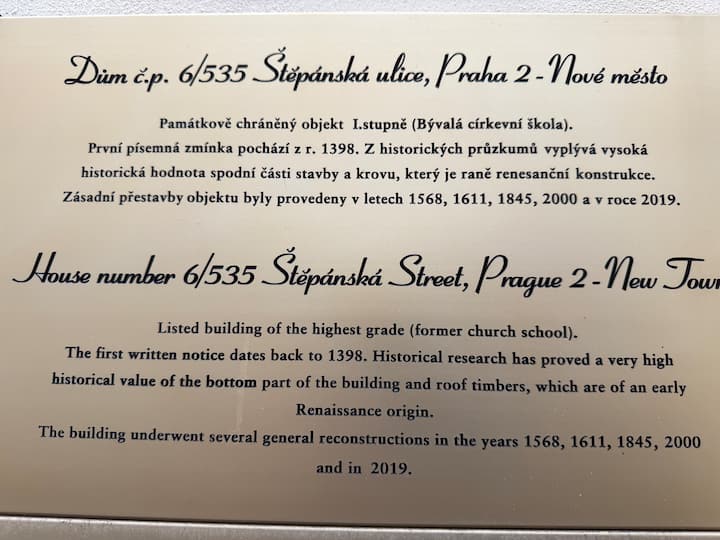 Dům č.p. 6/535 Štěpánská ulice, Praha 2 - Nové město
Památkově chráněný objekt I.stupně (Bývalá církevní škola).
První písemná zmínka pochází z r. 1398. Z historických průzkumů vyplývá vysoká
historická hodnota spodní části stavby a krovu, který je raně renesanční konstrukce.
Zásadní přestavby objektu byly provedeny v letech 1568, 1611, 1845, 2000 a v roce 2019.
House number 6/535 Štěpánská Street, Prague 2 - New Town
Listed building of the highest grade (former church school).
The first written notice dates back to 1398. Historical research has proved a very high
historical value of the bottom part of the building and roof timbers, which are of an early
Renaissance origin.
The building underwent several general reconstructions in the years 1568, 1611, 1845, 2000
and in 2019.